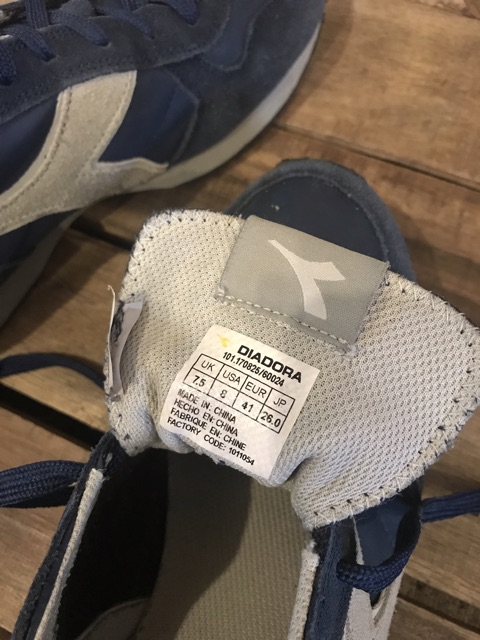 DIADORA
101.170825/60024
UK USA EUR JP
7.5 8 41 26.0
MADE IN: CHINA
HECHO EN: CHINA
FABRIQUE EN: CHINE
FACTORY CODE: 1011054